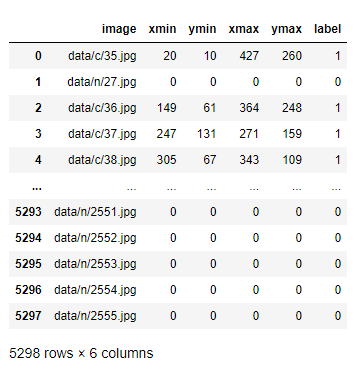 image xmin ymin xmax ymax label
0 data/c/35.jpg 20 10 427 260 1
1 data/n/27.jpg 0 0 0 0 0
2 data/c/36.jpg 149 61 364 248 1
3 data/c/37.jpg 247 131 271 159 1
4 data/c/38.jpg 305 67 343 109 1
... ... ... ... ... ... ...
5293 data/n/2551.jpg 0 0 0 0 0
5294 data/n/2552.jpg 0 0 0 0 0
5295 data/n/2553.jpg 0 0 0 0 0
5296 data/n/2554.jpg 0 0 0 0 0
5297 data/n/2555.jpg 0 0 0 0 0
5298 rows × 6 columns